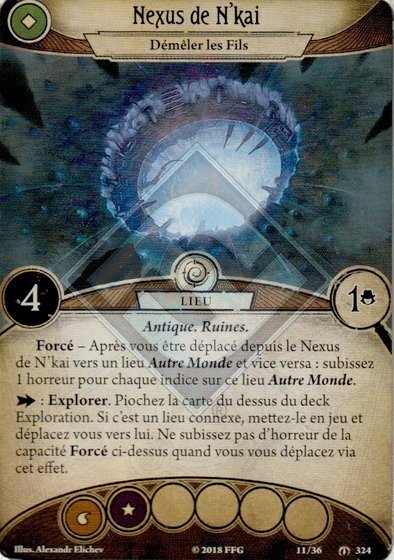 Nexus de N'kai
Démêler les Fils
4
LIEU
1
Antique. Ruines.
Forcé – Après vous être déplacé depuis le Nexus
de N'kai vers un lieu Autre Monde et vice versa : subissez
1 horreur pour chaque indice sur ce lieu Autre Monde.
: Explorer. Piochez la carte du dessus du deck
Exploration. Si c'est un lieu connexe, mettez-le en jeu et
déplacez vous vers lui. Ne subissez pas d'horreur de la
capacité Forcé ci-dessus quand vous vous déplacez via
cet effet.
Illus. Alexandr Elichev
© 2018 FFG
11/36
324